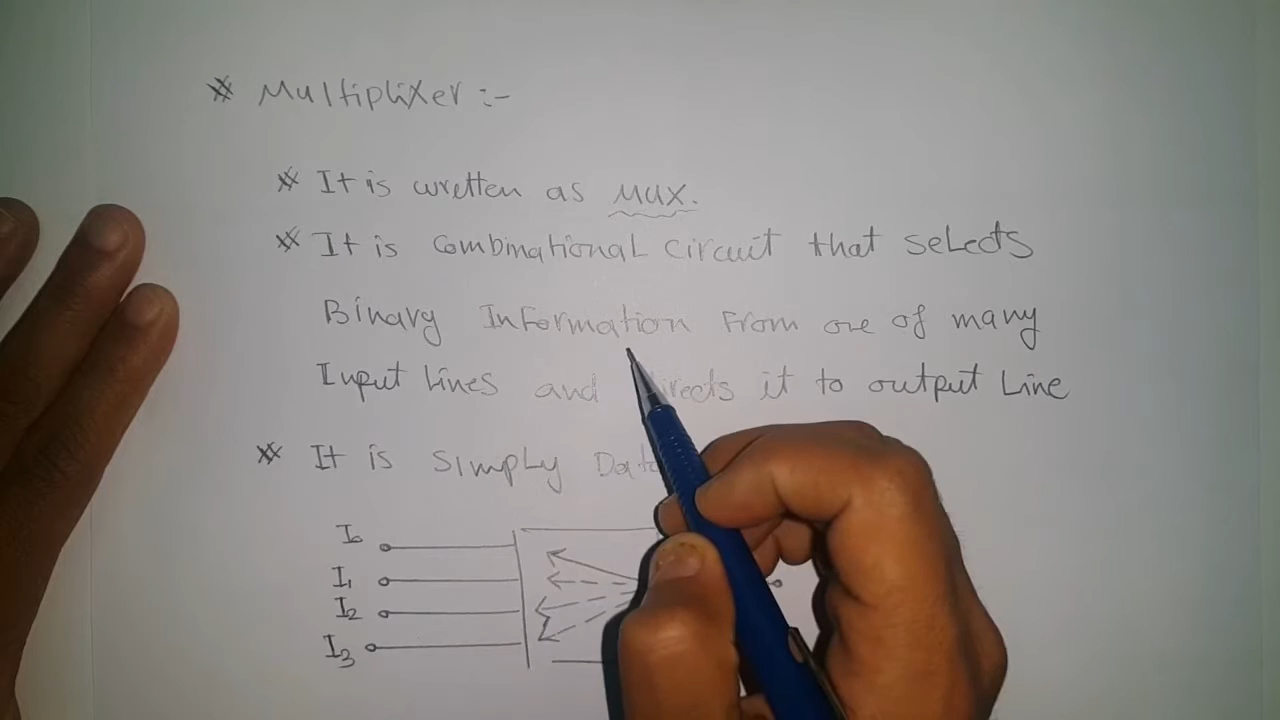 * Multiplixer :-
* It is wretten as MUX.
* It is Combinational Circuit that selects
Binary Information From one of many
Input Lines and directs it to output Line
* It is Simply Data
I0
I1
I2
I3